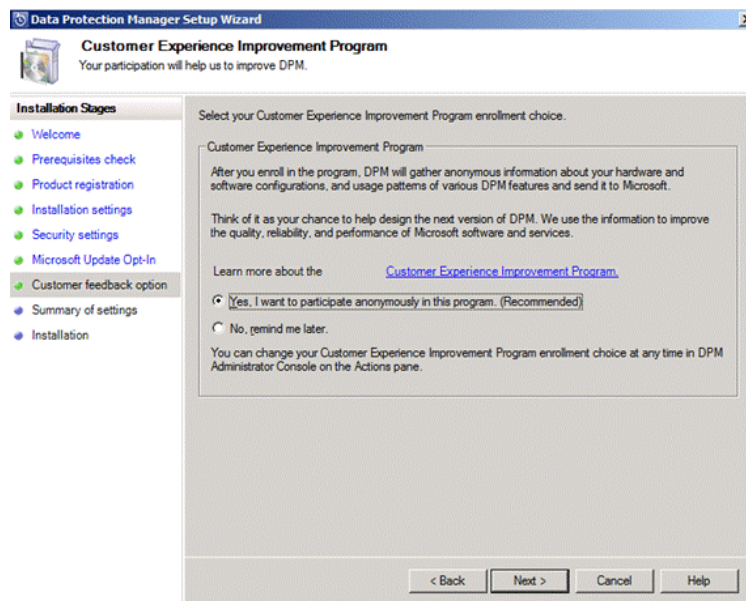 Data Protection Manager Setup Wizard
Customer Experience Improvement Program
Your participation will help us to improve DPM.
Installation Stages
Welcome
Prerequisites check
Product registration
Installation settings
Security settings
Microsoft Update Opt-In
Customer feedback option
Summary of settings
Installation
Select your Customer Experience Improvement Program enrollment choice.
Customer Experience Improvement Program
After you enroll in the program, DPM will gather anonymous information about your hardware and
software configurations, and usage patterns of various DPM features and send it to Microsoft.
Think of it as your chance to help design the next version of DPM. We use the information to improve
the quality, reliability, and performance of Microsoft software and services.
Learn more about the Customer Experience Improvement Program.
Yes, I want to participate anonymously in this program. (Recommended)
No, remind me later.
You can change your Customer Experience Improvement Program enrollment choice at any time in DPM
Administrator Console on the Actions pane.
< Back Next > Cancel Help